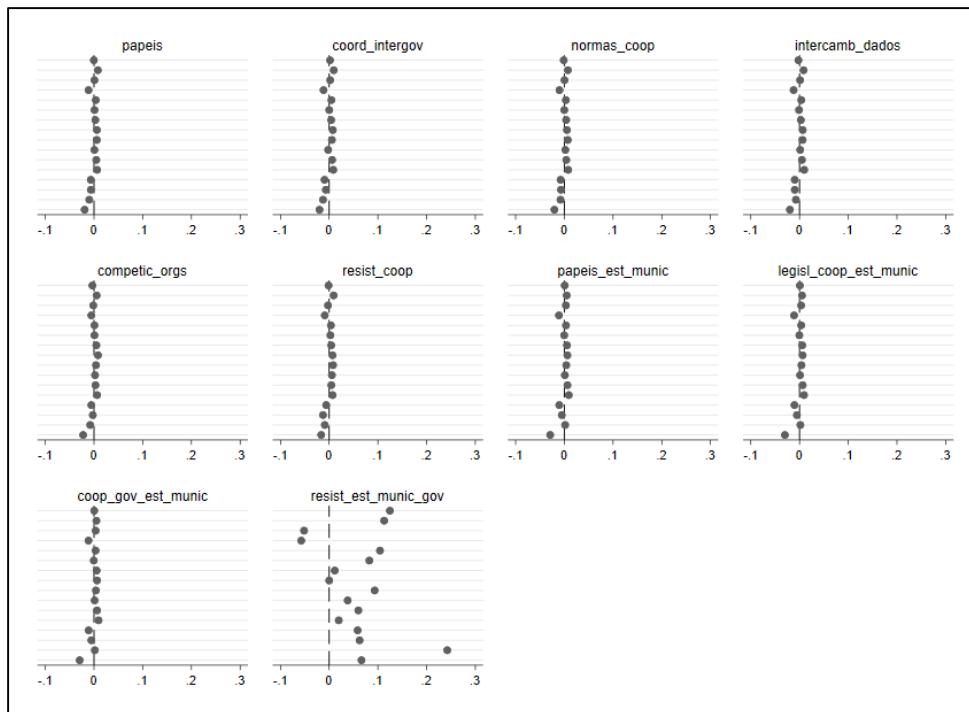 papeis coord_intergov normas_coop intercamb_dados
-.1 0 .1 .2 .3 -.1 0 .1 .2 .3 -.1 0 .1 .2 .3 -.1 0 .1 .2 .3
competic_orgs resist_coop papeis_est_munic legisl_coop_est_munic
-.1 0 .1 .2 .3 -.1 0 .1 .2 .3 -.1 0 .1 .2 .3 -.1 0 .1 .2 .3
coop_gov_est_munic resist_est_munic_gov
-.1 0 .1 .2 .3 -.1 0 .1 .2 .3